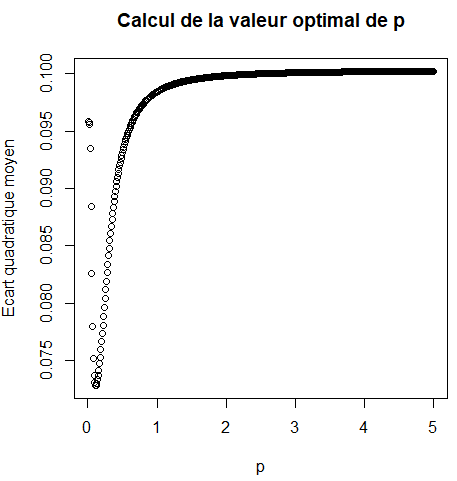 Calcul de la valeur optimal de p
Ecart quadratique moyen
0.100
0.095
0.090
0.085
0.080
0.075
0 1 2 3 4 5
p